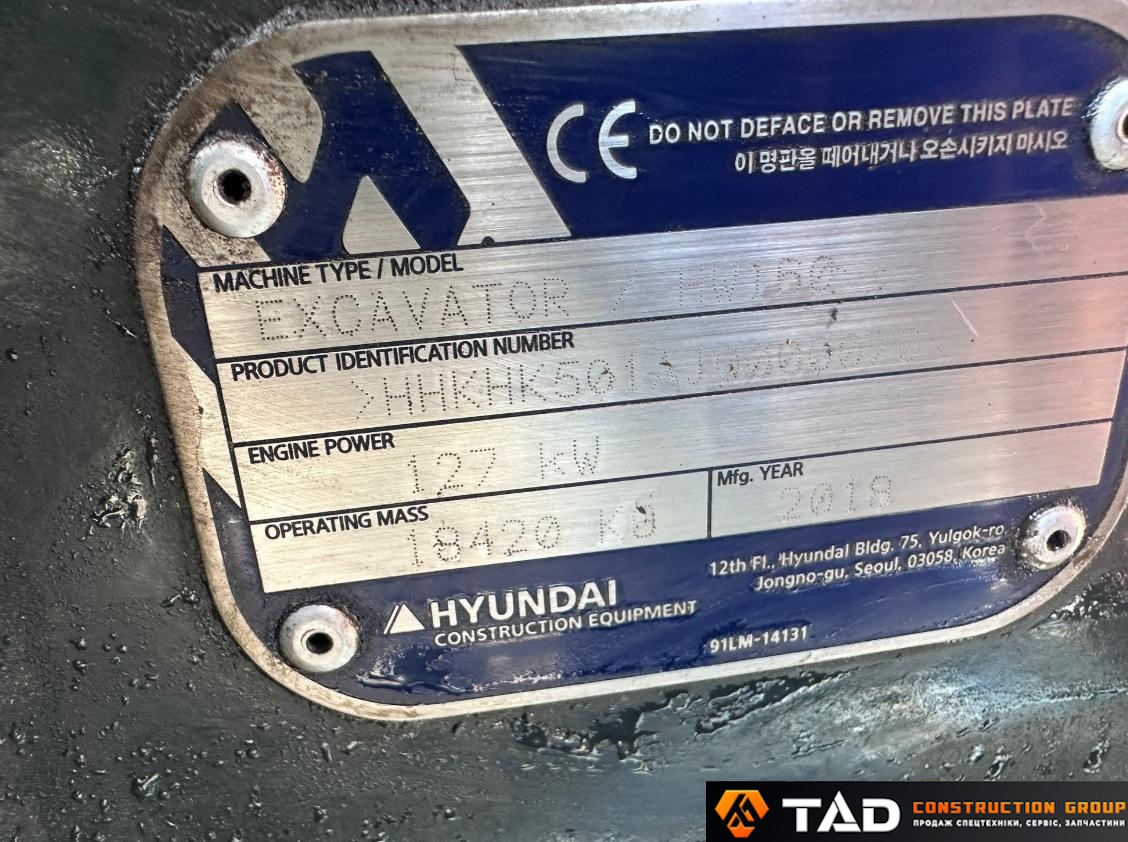 CE DO NOT DEFACE OR REMOVE THIS PLATE
이 명판을 떼어내거나 오손시키지 마시오
MACHINE TYPE / MODEL
EXCAVATOR /
PRODUCT IDENTIFICATION NUMBER
ENGINE POWER
127 kW
OPERATING MASS
18420 Kg
Mfg. YEAR
2018
HYUNDAI
CONSTRUCTION EQUIPMENT
12th Fl., Hyundai Bldg. 75, Yulgok-ro,
Jongno-gu, Seoul, 03058, Korea
91LM-14131
TAD CONSTRUCTION GROUP
ПРОДАЖ СПЕЦТЕХНІКИ, СЕРВІС, ЗАПЧАСТИНИ